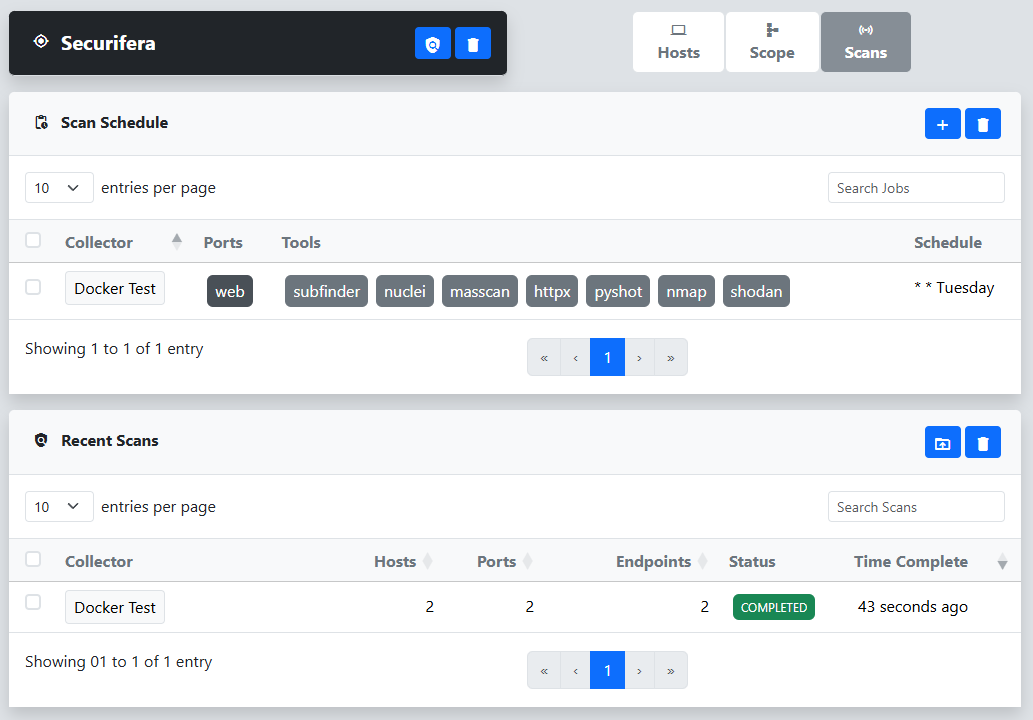 Securifera
Hosts
Scope
Scans
Scan Schedule
10 entries per page
Search Jobs
Collector Ports Tools Schedule
Docker Test web subfinder nuclei masscan httpx pyshot nmap shodan * * Tuesday
Showing 1 to 1 of 1 entry
« ‹ 1 › »
Recent Scans
10 entries per page
Search Scans
Collector Hosts Ports Endpoints Status Time Complete
Docker Test 2 2 2 COMPLETED 43 seconds ago
Showing 01 to 1 of 1 entry
« ‹ 1 › »